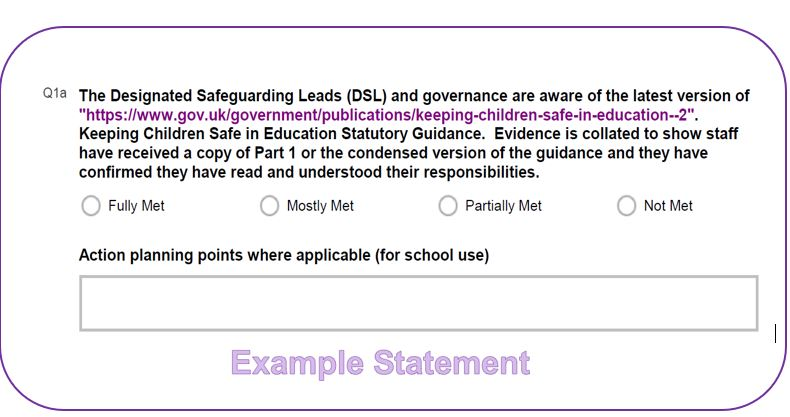 Q1a The Designated Safeguarding Leads (DSL) and governance are aware of the latest version of
"https://www.gov.uk/government/publications/keeping-children-safe-in-education--2".
Keeping Children Safe in Education Statutory Guidance. Evidence is collated to show staff
have received a copy of Part 1 or the condensed version of the guidance and they have
confirmed they have read and understood their responsibilities.
Fully Met Mostly Met Partially Met Not Met
Action planning points where applicable (for school use)
Example Statement